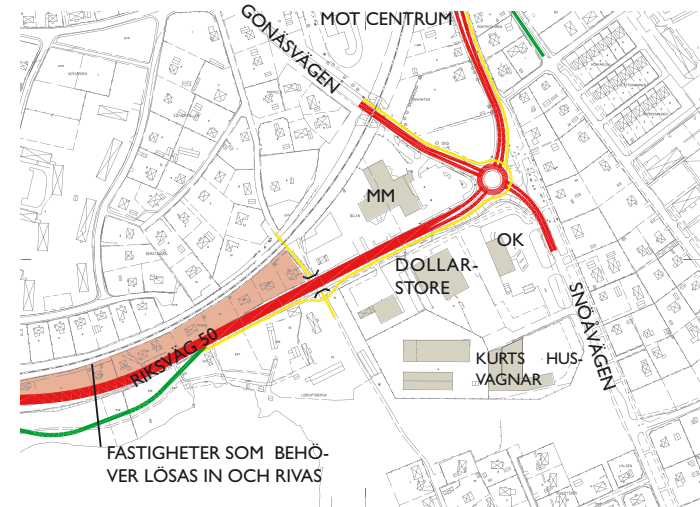 MOT CENTRUM
GONÄSVÄGEN
MM
OK
DOLLAR-
STORE
SNÖÅVÄGEN
RIKSVÄG 50
KURTS HUS-
VAGNAR
FASTIGHETER SOM BEHÖ-
VER LÖSAS IN OCH RIVAS